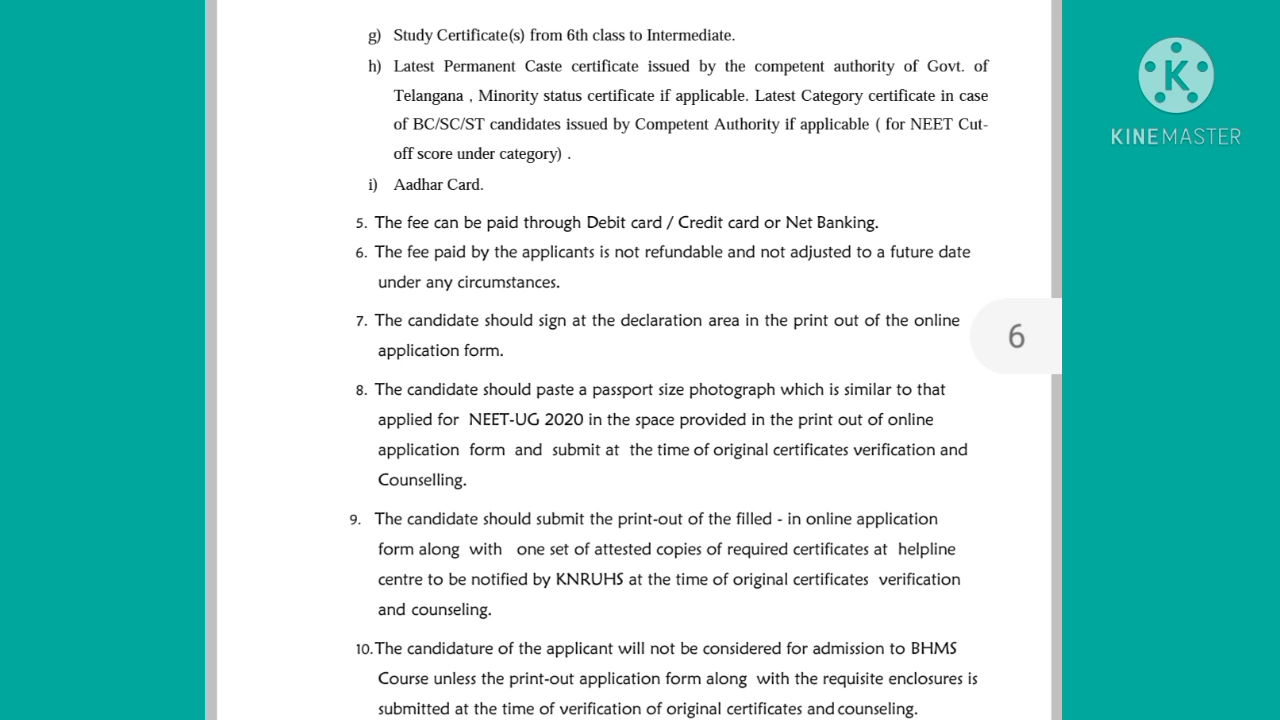 g) Study Certificate(s) from 6th class to Intermediate.
h) Latest Permanent Caste certificate issued by the competent authority of Govt. of
Telangana , Minority status certificate if applicable. Latest Category certificate in case
of BC/SC/ST candidates issued by Competent Authority if applicable ( for NEET Cut-
off score under category) .
i) Aadhar Card.
5. The fee can be paid through Debit card / Credit card or Net Banking.
6. The fee paid by the applicants is not refundable and not adjusted to a future date
under any circumstances.
7. The candidate should sign at the declaration area in the print out of the online
application form.
8. The candidate should paste a passport size photograph which is similar to that
applied for NEET-UG 2020 in the space provided in the print out of online
application form and submit at the time of original certificates verification and
Counselling.
9. The candidate should submit the print-out of the filled - in online application
form along with one set of attested copies of required certificates at helpline
centre to be notified by KNRUHS at the time of original certificates verification
and counseling.
10.The candidature of the applicant will not be considered for admission to BHMS
Course unless the print-out application form along with the requisite enclosures is
submitted at the time of verification of original certificates and counseling.
6
K
KINEMASTER